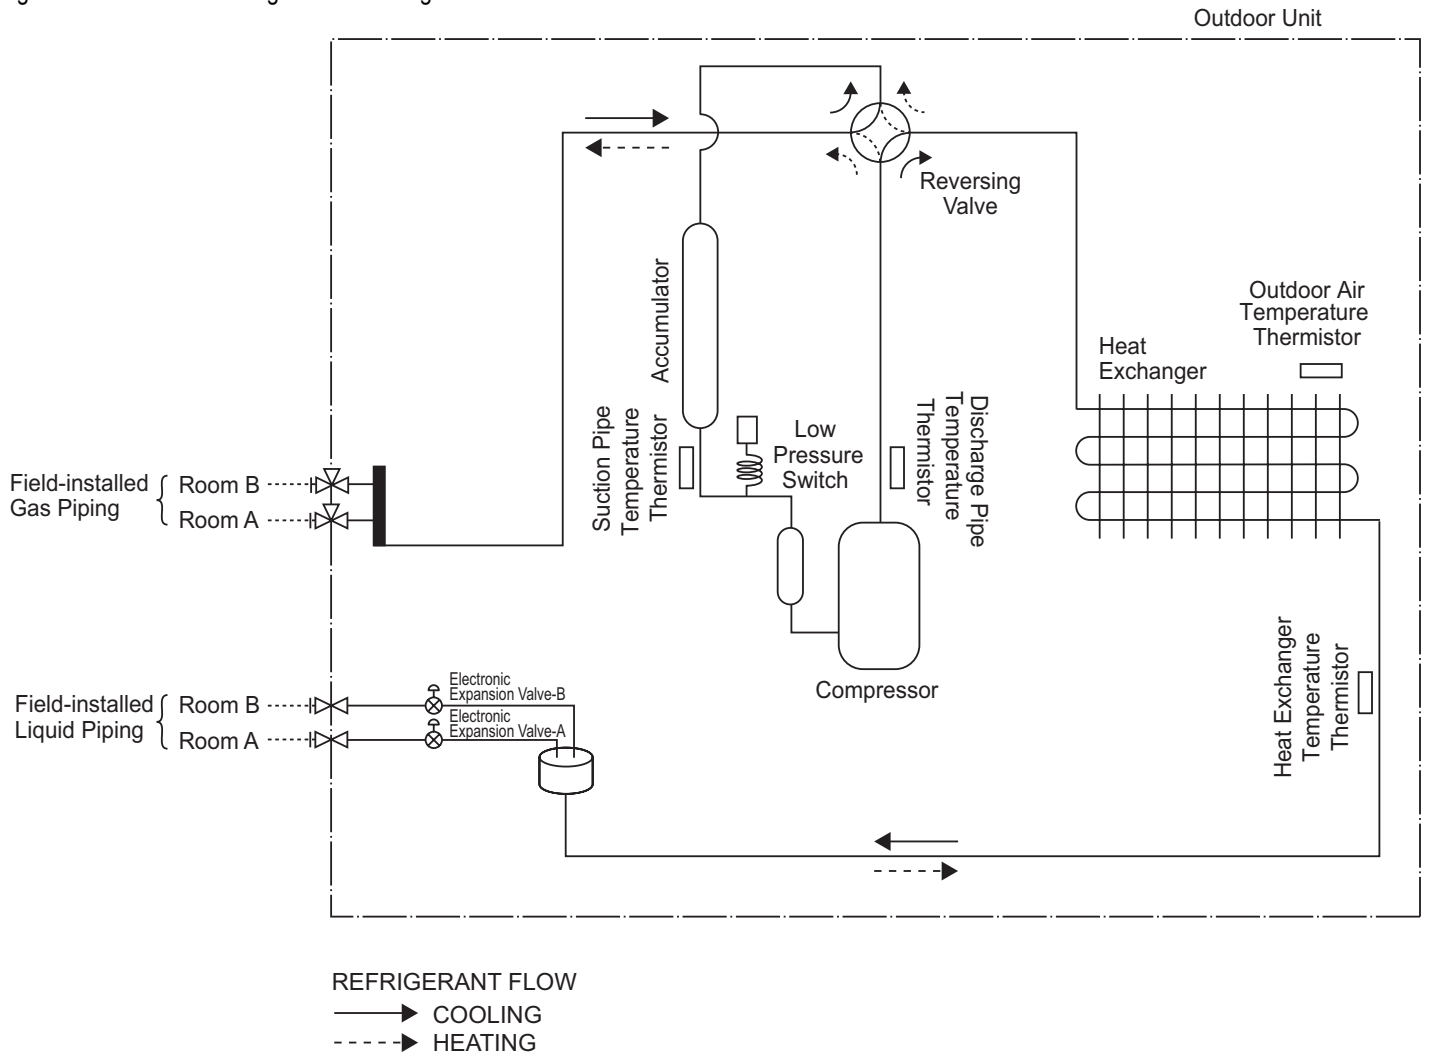 Outdoor Unit
Reversing
Valve
Accumulator
Outdoor Air
Temperature
Thermistor
Heat
Exchanger
Suction Pipe
Temperature
Thermistor
Low
Pressure
Switch
Discharge Pipe
Temperature
Thermistor
Field-installed
Gas Piping
Room B
Room A
Compressor
Heat Exchanger
Temperature
Thermistor
Field-installed
Liquid Piping
Room B
Room A
Electronic
Expansion Valve-B
Electronic
Expansion Valve-A
REFRIGERANT FLOW
COOLING
HEATING